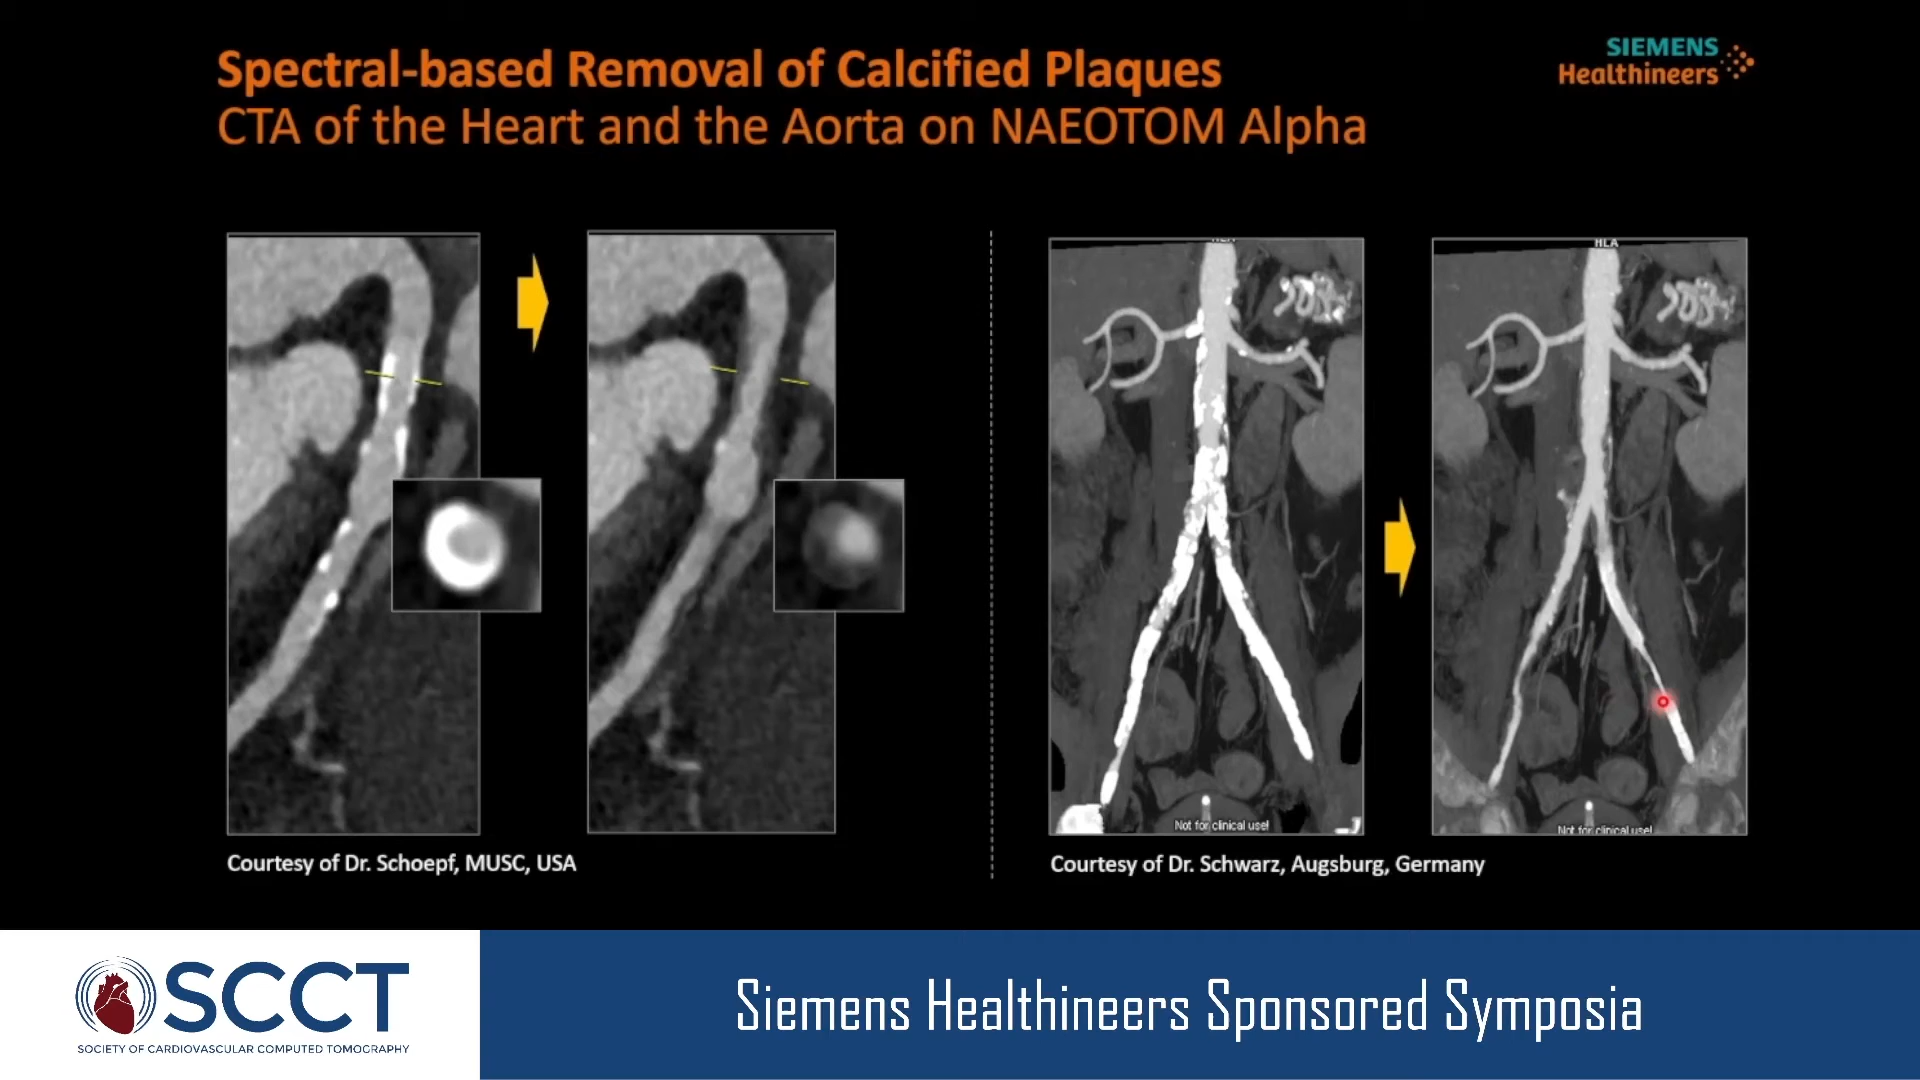 Spectral-based Removal of Calcified Plaques
CTA of the Heart and the Aorta on NAEOTOM Alpha
SIEMENS
Healthineers
HLA
Not for clinical use!
Not for clinical use!
Courtesy of Dr. Schoepf, MUSC, USA
Courtesy of Dr. Schwarz, Augsburg, Germany
SCCT
SOCIETY OF CARDIOVASCULAR COMPUTED TOMOGRAPHY
Siemens Healthineers Sponsored Symposia